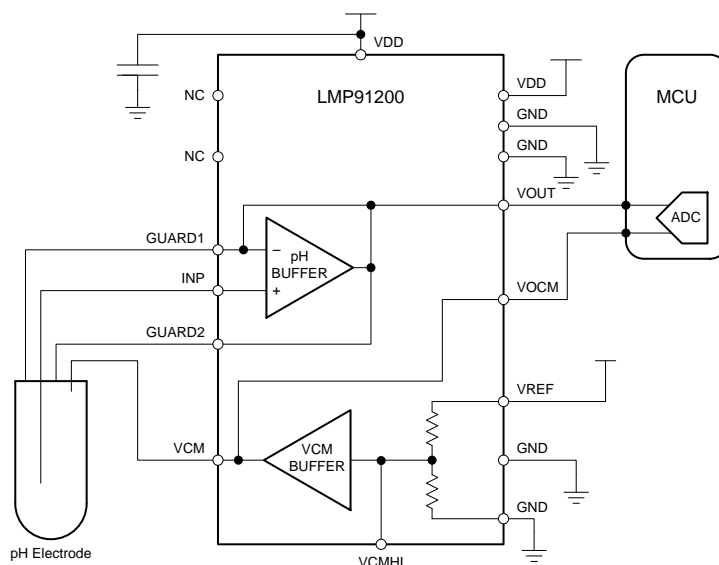 VDD
LMP91200
NC
VDD
MCU
GND
NC
GND
VOUT
ADC
GUARD1
−
pH
BUFFER
INP
+
VOCM
GUARD2
VREF
VCM
VCM
BUFFER
GND
GND
pH Electrode
VCMHI